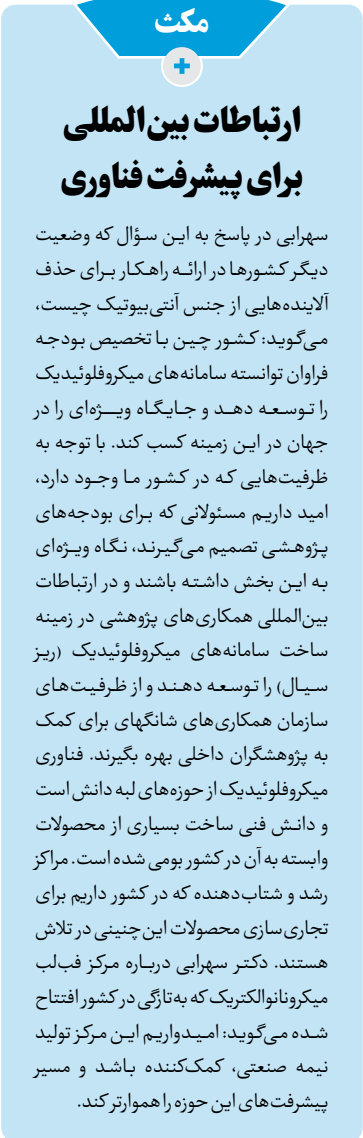 مکث
ارتباطات بین‌المللی
برای پیشرفت فناوری
سهرابی در پاسخ به این سؤال که وضعیت
دیگر کشورها در ارائه راهکار برای حذف
آلاینده‌هایی از جنس آنتی‌بیوتیک چیست،
می‌گوید: کشور چین با تخصیص بودجه
فراوان توانسته سامانه‌های میکروفلوئیدیک
را توسعه دهد و جایگاه ویژه‌ای را در
جهان در این زمینه کسب کند. با توجه به
ظرفیت‌هایی که در کشور ما وجود دارد،
امید داریم مسئولانی که برای بودجه‌های
پژوهشی تصمیم می‌گیرند، نگاه ویژه‌ای
به این بخش داشته باشند و در ارتباطات
بین‌المللی همکاری‌های پژوهشی در زمینه
ساخت سامانه‌های میکروفلوئیدیک (ریز
سیال) را توسعه دهند و از ظرفیت‌های
سازمان همکاری‌های شانگهای برای کمک
به پژوهشگران داخلی بهره بگیرند. فناوری
میکروفلوئیدیک از حوزه‌های لبه دانش است
و دانش فنی ساخت بسیاری از محصولات
وابسته به آن در کشور بومی شده است. مراکز
رشد و شتاب‌دهنده که در کشور داریم برای
تجاری‌سازی محصولات این‌چنینی در تلاش
هستند. دکتر سهرابی درباره مرکز فب‌لب
میکرونانوالکتریک که به‌تازگی در کشور افتتاح
شده می‌گوید: امیدواریم این مرکز تولید
نیمه صنعتی، کمک‌کننده باشد و مسیر
پیشرفت‌های این حوزه را هموارتر کند.